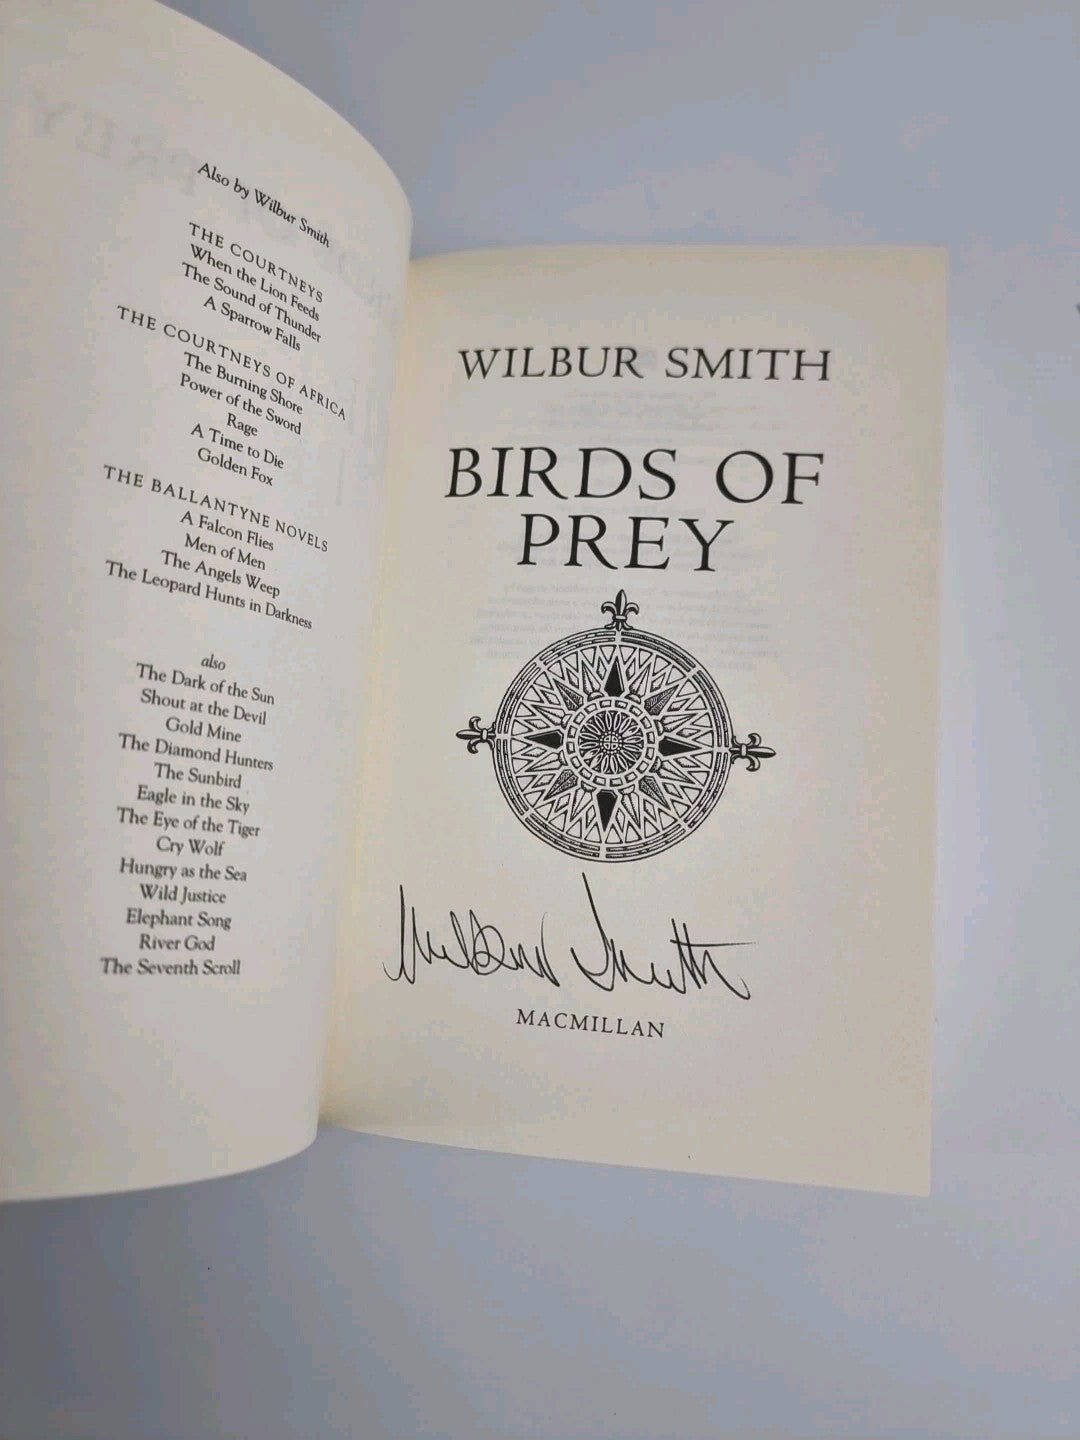 Also by Wilbur Smith
THE COURTNEYS
When the Lion Feeds
The Sound of Thunder
A Sparrow Falls
THE COURTNEYS OF AFRICA
The Burning Shore
Power of the Sword
Rage
A Time to Die
Golden Fox
THE BALLANTYNE NOVELS
A Falcon Flies
Men of Men
The Angels Weep
The Leopard Hunts in Darkness
also
The Dark of the Sun
Shout at the Devil
Gold Mine
The Diamond Hunters
The Sunbird
Eagle in the Sky
The Eye of the Tiger
Cry Wolf
Hungry as the Sea
Wild Justice
Elephant Song
River God
The Seventh Scroll
WILBUR SMITH
BIRDS OF
PREY
Wilbur Smith
MACMILLAN